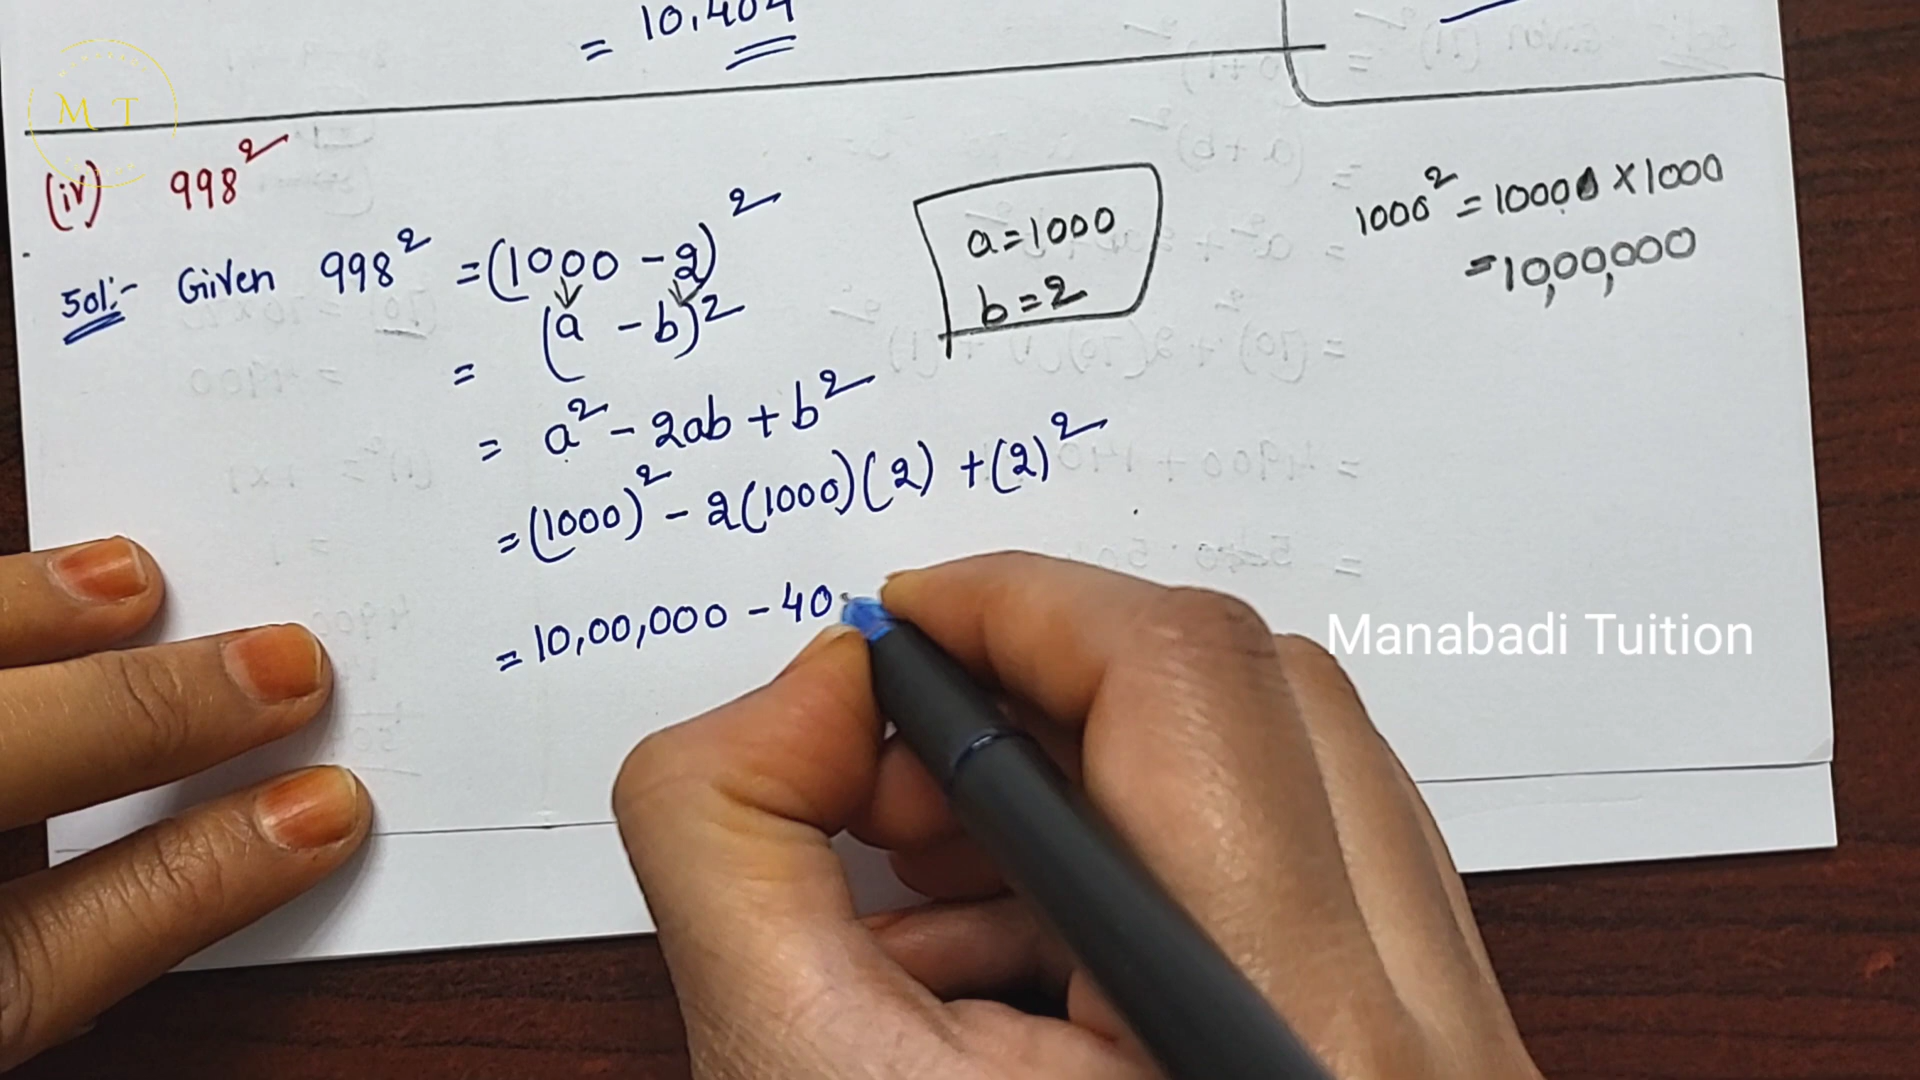 = 10,404
M T
(iv) 998²
Sol:- Given 998² = (1000 - 2)²
= (a - b)²
= a² - 2ab + b²
= (1000)² - 2(1000)(2) + (2)²
= 10,00,000 - 40
a = 1000
b = 2
1000² = 1000 × 1000
= 10,00,000
Manabadi Tuition